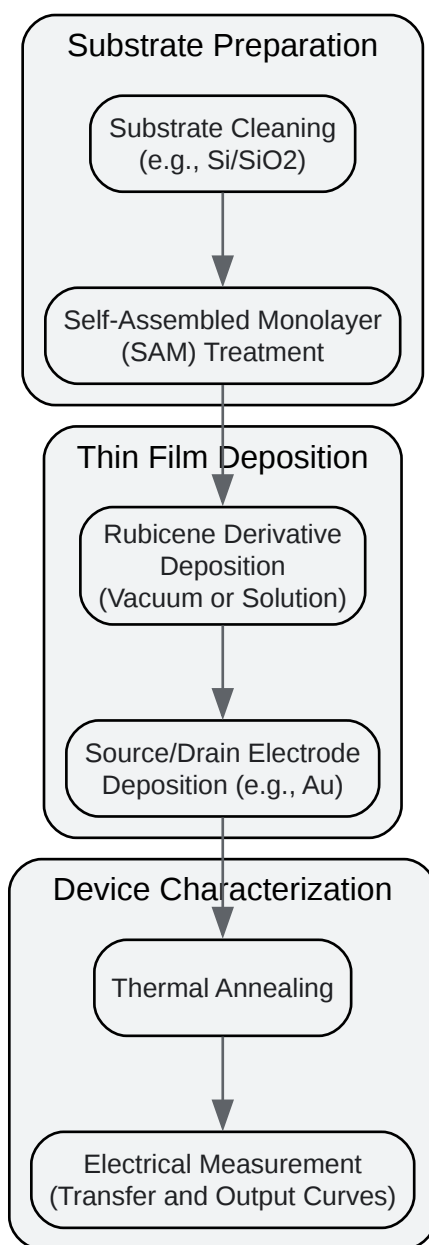 Substrate Preparation
Substrate Cleaning
(e.g., Si/SiO2)
Self-Assembled Monolayer
(SAM) Treatment
Thin Film Deposition
Rubicene Derivative
Deposition
(Vacuum or Solution)
Source/Drain Electrode
Deposition (e.g., Au)
Device Characterization
Thermal Annealing
Electrical Measurement
(Transfer and Output Curves)